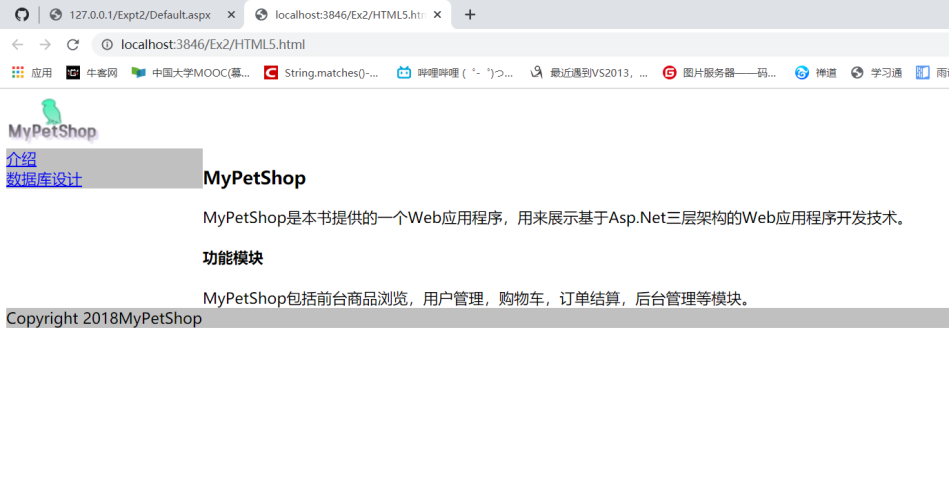 127.0.0.1/Expt2/Default.aspx
localhost:3846/Ex2/HTML5.htm
localhost:3846/Ex2/HTML5.html
应用 牛客网 中国大学MOOC(慕... String.matches()-... 哔哩哔哩 (゜-゜)つ... 最近遇到VS2013，... 图片服务器——码... 禅道 学习通 雨
MyPetShop
介绍
数据库设计
MyPetShop
MyPetShop是本书提供的一个Web应用程序，用来展示基于Asp.Net三层架构的Web应用程序开发技术。
功能模块
MyPetShop包括前台商品浏览，用户管理，购物车，订单结算，后台管理等模块。
Copyright 2018MyPetShop